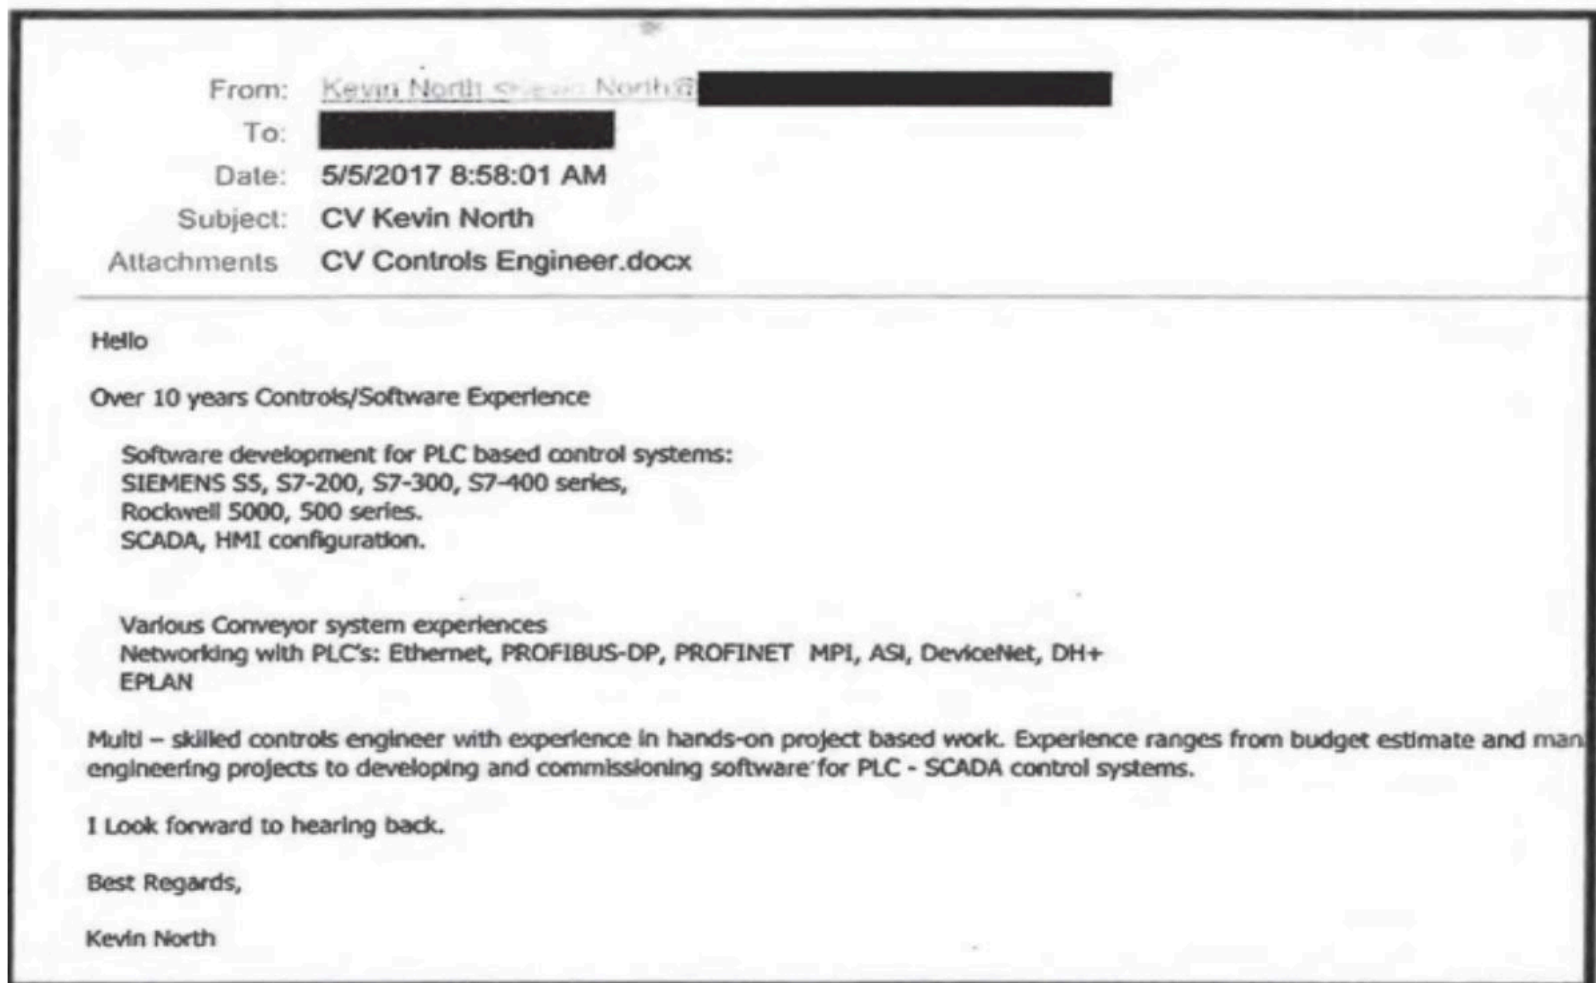 From: Kevin North North@
To:
Date: 5/5/2017 8:58:01 AM
Subject: CV Kevin North
Attachments CV Controls Engineer.docx
Hello
Over 10 years Controls/Software Experience
Software development for PLC based control systems:
SIEMENS S5, S7-200, S7-300, S7-400 series,
Rockwell 5000, 500 series.
SCADA, HMI configuration.
Various Conveyor system experiences
Networking with PLC's: Ethernet, PROFIBUS-DP, PROFINET MPI, ASI, DeviceNet, DH+
EPLAN
Multi – skilled controls engineer with experience in hands-on project based work. Experience ranges from budget estimate and man
engineering projects to developing and commissioning software for PLC - SCADA control systems.
I Look forward to hearing back.
Best Regards,
Kevin North